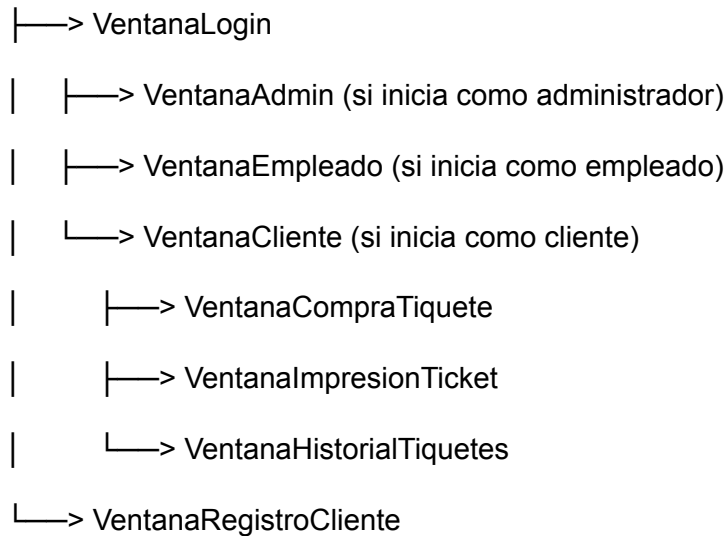 ├──> VentanaLogin
│ ├──> VentanaAdmin (si inicia como administrador)
│ ├──> VentanaEmpleado (si inicia como empleado)
│ └──> VentanaCliente (si inicia como cliente)
│ ├──> VentanaCompraTiquete
│ ├──> VentanaImpresionTicket
│ └──> VentanaHistorialTiquetes
└──> VentanaRegistroCliente